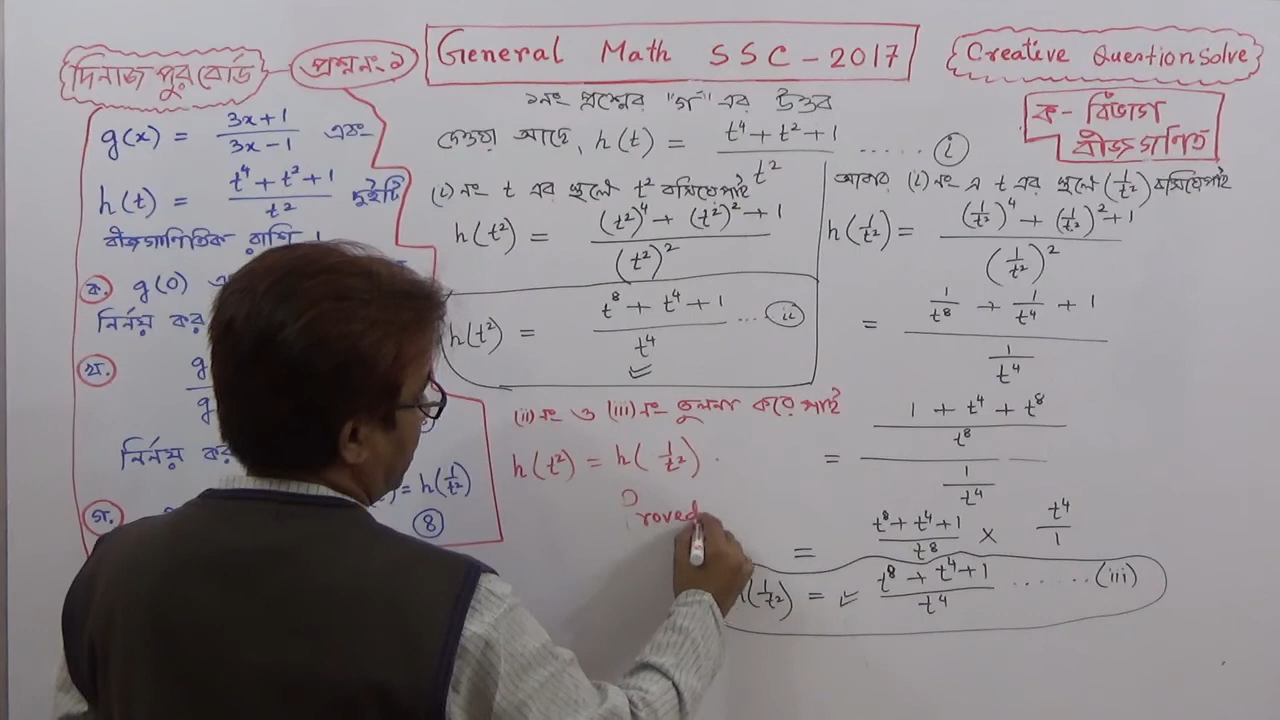 দিনাজপুর বোর্ড
প্রশ্ন নং-১
General Math SSC-2017
Creative Question Solve
ক-বিভাগ
বীজগণিত
g(x) = (3x+1)/(3x-1) এবং
h(t) = (t⁴+t²+1)/t² দুইটি
বীজগাণিতিক রাশি।
ক. g(0)
নির্নয় কর
খ.
নির্নয় কর
= h(1/t²)
গ.
8
১নং প্রশ্নের "গ" এর উত্তর
দেওয়া আছে, h(t) = (t⁴+t²+1)/t² ...... (i)
(i) নং t এর স্থলে t² বসিয়ে পাই
h(t²) = ((t²)⁴+(t²)²+1)/(t²)²
h(t²) = (t⁸+t⁴+1)/t⁴ .... (ii)
(ii) নং ও (iii) নং তুলনা করে পাই
h(t²) = h(1/t²).
Proved
আবার (i) নং এ t এর স্থলে (1/t²) বসিয়ে পাই
h(1/t²) = ((1/t²)⁴+(1/t²)²+1)/(1/t²)²
= (1/t⁸+1/t⁴+1)/(1/t⁴)
= ((1+t⁴+t⁸)/t⁸)/(1/t⁴)
= (t⁸+t⁴+1)/t⁸ × t⁴/1
h(1/t²) = (t⁸+t⁴+1)/t⁴ ....... (iii)